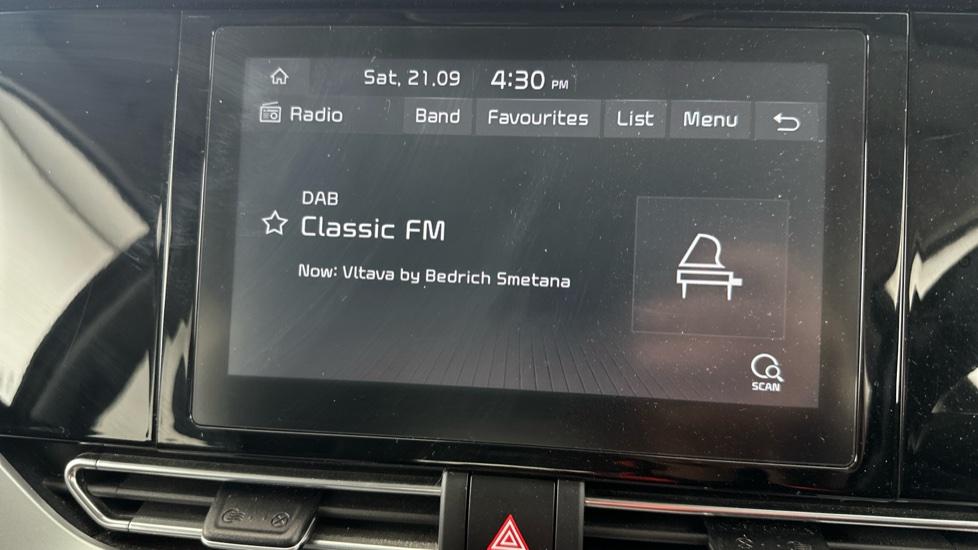 Sat, 21.09 4:30 PM
Radio Band Favourites List Menu
DAB
Classic FM
Now: Vltava by Bedrich Smetana
SCAN